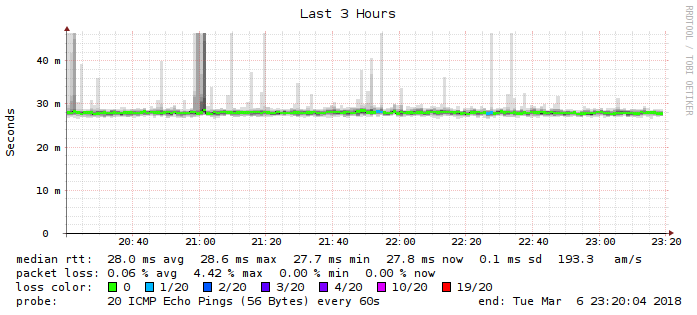 Last 3 Hours
RRDTOOL / TOBI OETIKER
Seconds
40 m
30 m
20 m
10 m
0
20:40 21:00 21:20 21:40 22:00 22:20 22:40 23:00 23:20
median rtt: 28.0 ms avg 28.6 ms max 27.7 ms min 27.8 ms now 0.1 ms sd 193.3 am/s
packet loss: 0.06 % avg 4.42 % max 0.00 % min 0.00 % now
loss color: 0 1/20 2/20 3/20 4/20 10/20 19/20
probe: 20 ICMP Echo Pings (56 Bytes) every 60s end: Tue Mar 6 23:20:04 2018